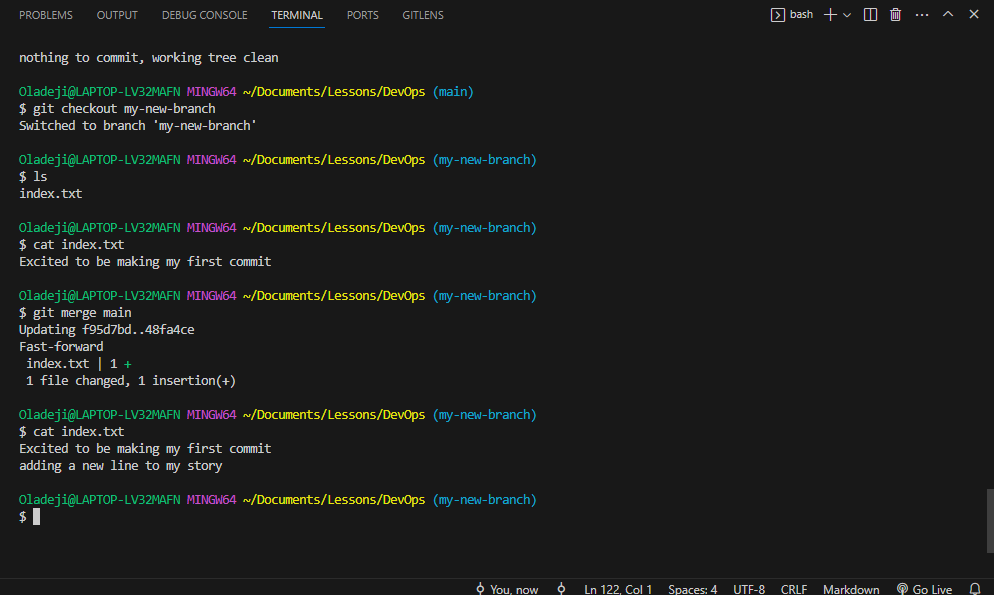 PROBLEMS OUTPUT DEBUG CONSOLE TERMINAL PORTS GITLENS bash
nothing to commit, working tree clean
Oladeji@LAPTOP-LV32MAFN MINGW64 ~/Documents/Lessons/DevOps (main)
$ git checkout my-new-branch
Switched to branch 'my-new-branch'
Oladeji@LAPTOP-LV32MAFN MINGW64 ~/Documents/Lessons/DevOps (my-new-branch)
$ ls
index.txt
Oladeji@LAPTOP-LV32MAFN MINGW64 ~/Documents/Lessons/DevOps (my-new-branch)
$ cat index.txt
Excited to be making my first commit
Oladeji@LAPTOP-LV32MAFN MINGW64 ~/Documents/Lessons/DevOps (my-new-branch)
$ git merge main
Updating f95d7bd..48fa4ce
Fast-forward
 index.txt | 1 +
 1 file changed, 1 insertion(+)
Oladeji@LAPTOP-LV32MAFN MINGW64 ~/Documents/Lessons/DevOps (my-new-branch)
$ cat index.txt
Excited to be making my first commit
adding a new line to my story
Oladeji@LAPTOP-LV32MAFN MINGW64 ~/Documents/Lessons/DevOps (my-new-branch)
$
You, now Ln 122, Col 1 Spaces: 4 UTF-8 CRLF Markdown Go Live